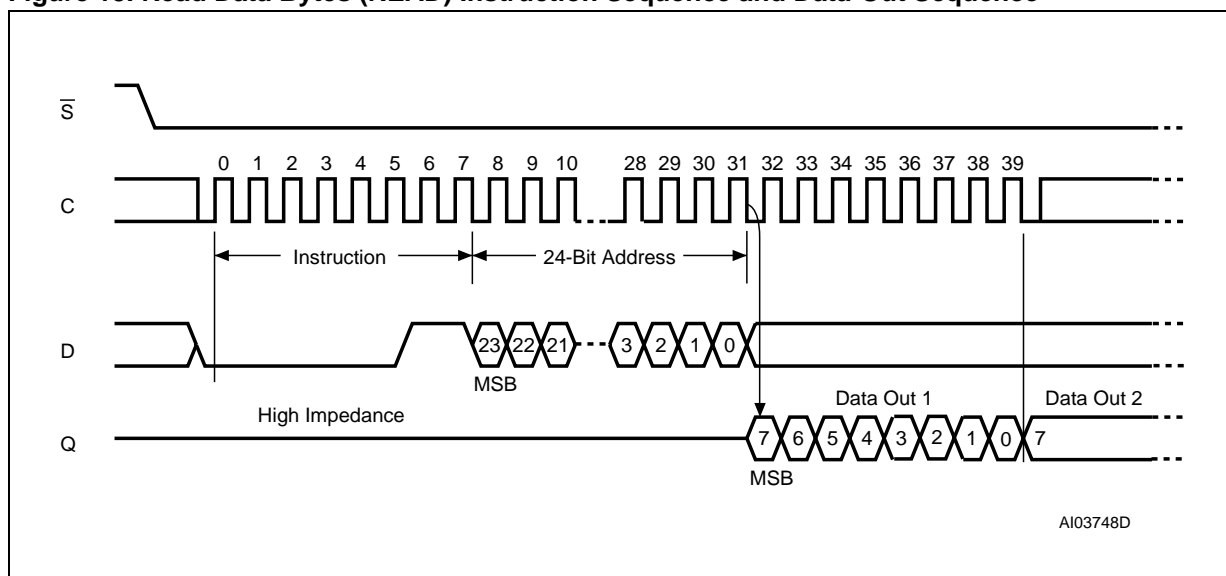 Figure Read Data Bytes (READ) Instruction Sequence and Data-Out Sequence
S̅
0 1 2 3 4 5 6 7 8 9 10 28 29 30 31 32 33 34 35 36 37 38 39
C
Instruction 24-Bit Address
D
23 22 21 3 2 1 0
MSB
High Impedance
Data Out 1 Data Out 2
Q
7 6 5 4 3 2 1 0 7
MSB
AI03748D